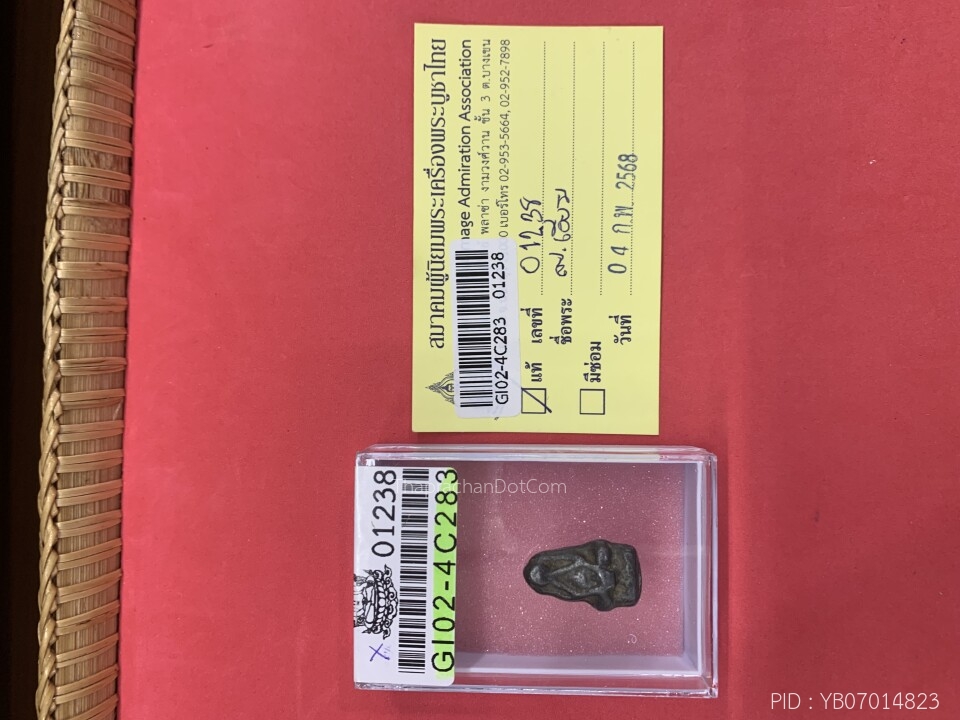 สมาคมผู้นิยมพระเครื่องพระบูชาไทย
mage Admiration Association
พลาซ่า งามวงศ์วาน ชั้น 3 ต.บางเขน
0 เบอร์โทร 02-953-5664, 02-952-7898
GI02-4C283 01238
แท้ เลขที่ 01238
ชื่อพระ
มีซ่อม
วันที่ 04 ก.พ. 2568
X 01238
GI02-4C283
DotCom
PID : YB07014823